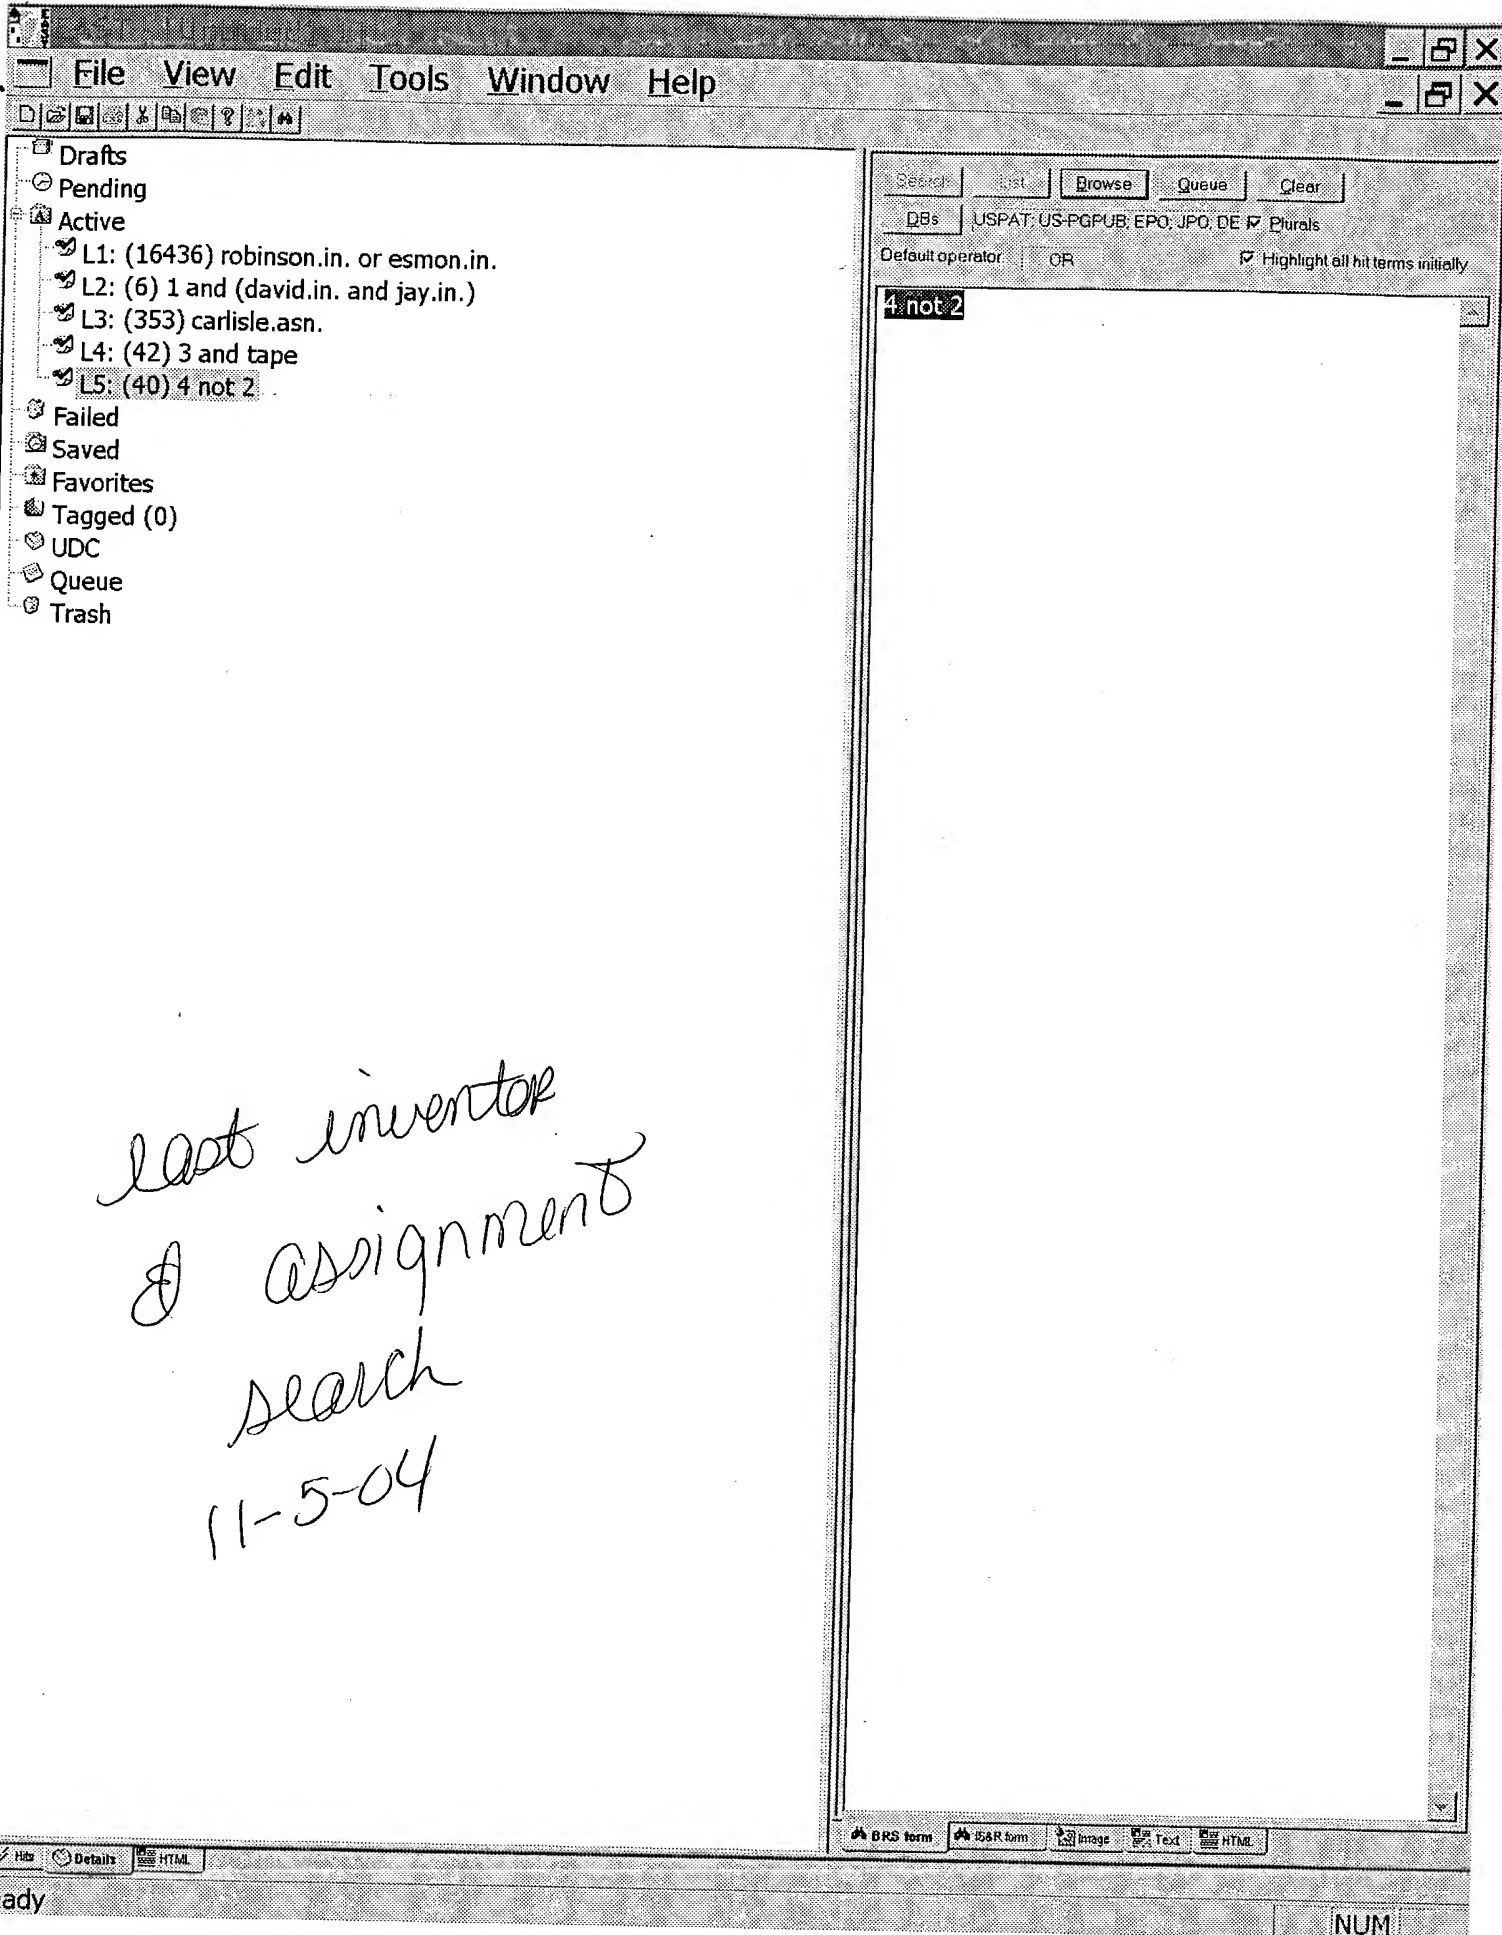 File View Edit Tools Window Help
Drafts
Pending
Active
L1: (16436) robinson.in. or esmon.in.
L2: (6) 1 and (david.in. and jay.in.)
L3: (353) carlisle.asn.
L4: (42) 3 and tape
L5: (40) 4 not 2
Failed
Saved
Favorites
Tagged (0)
UDC
Queue
Trash
Search List Browse Queue Clear
DBs USPAT; US-PGPUB; EPO; JPO; DE Plurals
Default operator: OR Highlight all hit terms initially
4 not 2
last inventor
& assignment
search
11-5-04
BRS form IS&R form Image Text HTML
Hits Details HTML
ady
NUM